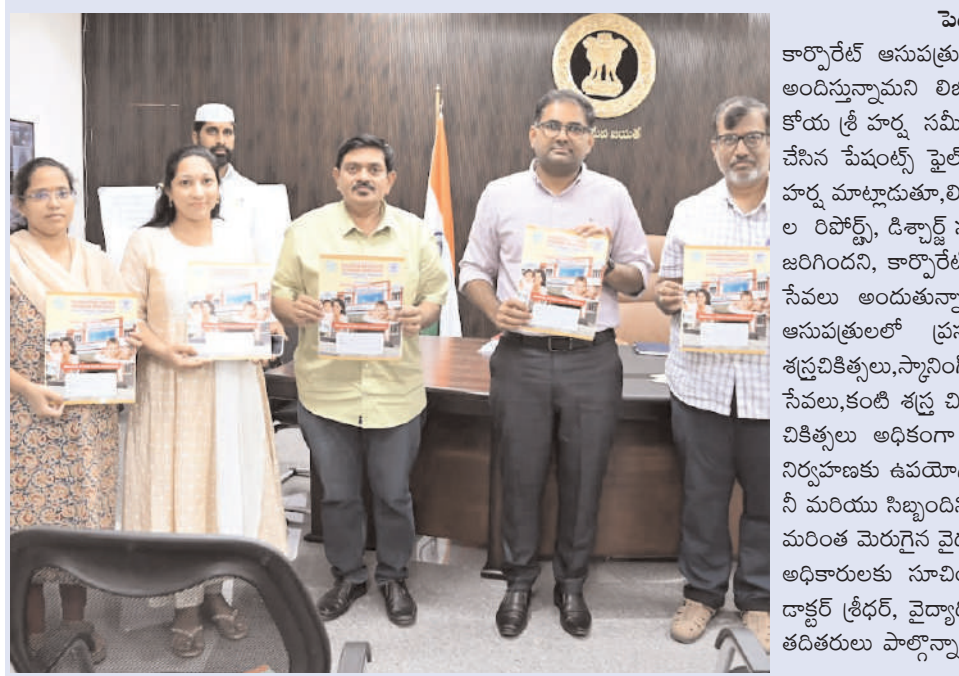 కార్పొరేట్ ఆసుపత్రు
అందిస్తున్నామని
కోయ శ్రీ హర్ష సమీ
చేసిన పేషంట్స్ ఫైల్
హర్ష మాట్లాడుతూ,లి
ల రిపోర్ట్స్, డిశ్చార్జ్
జరిగిందని, కార్పొరేట్
సేవలు అందుతున్నా
ఆసుపత్రులలో ప్రస
శస్త్రచికిత్సలు,స్కానింగ్
సేవలు,కంటి శస్త్ర చి
చికిత్సలు అధికంగా
నిర్వహణకు ఉపయో
నీ మరియు సిబ్బంది
మరింత మెరుగైన వై
అధికారులకు సూచిం
డాక్టర్ శ్రీధర్, వైద్యా
తదితరులు పాల్గొన్నా